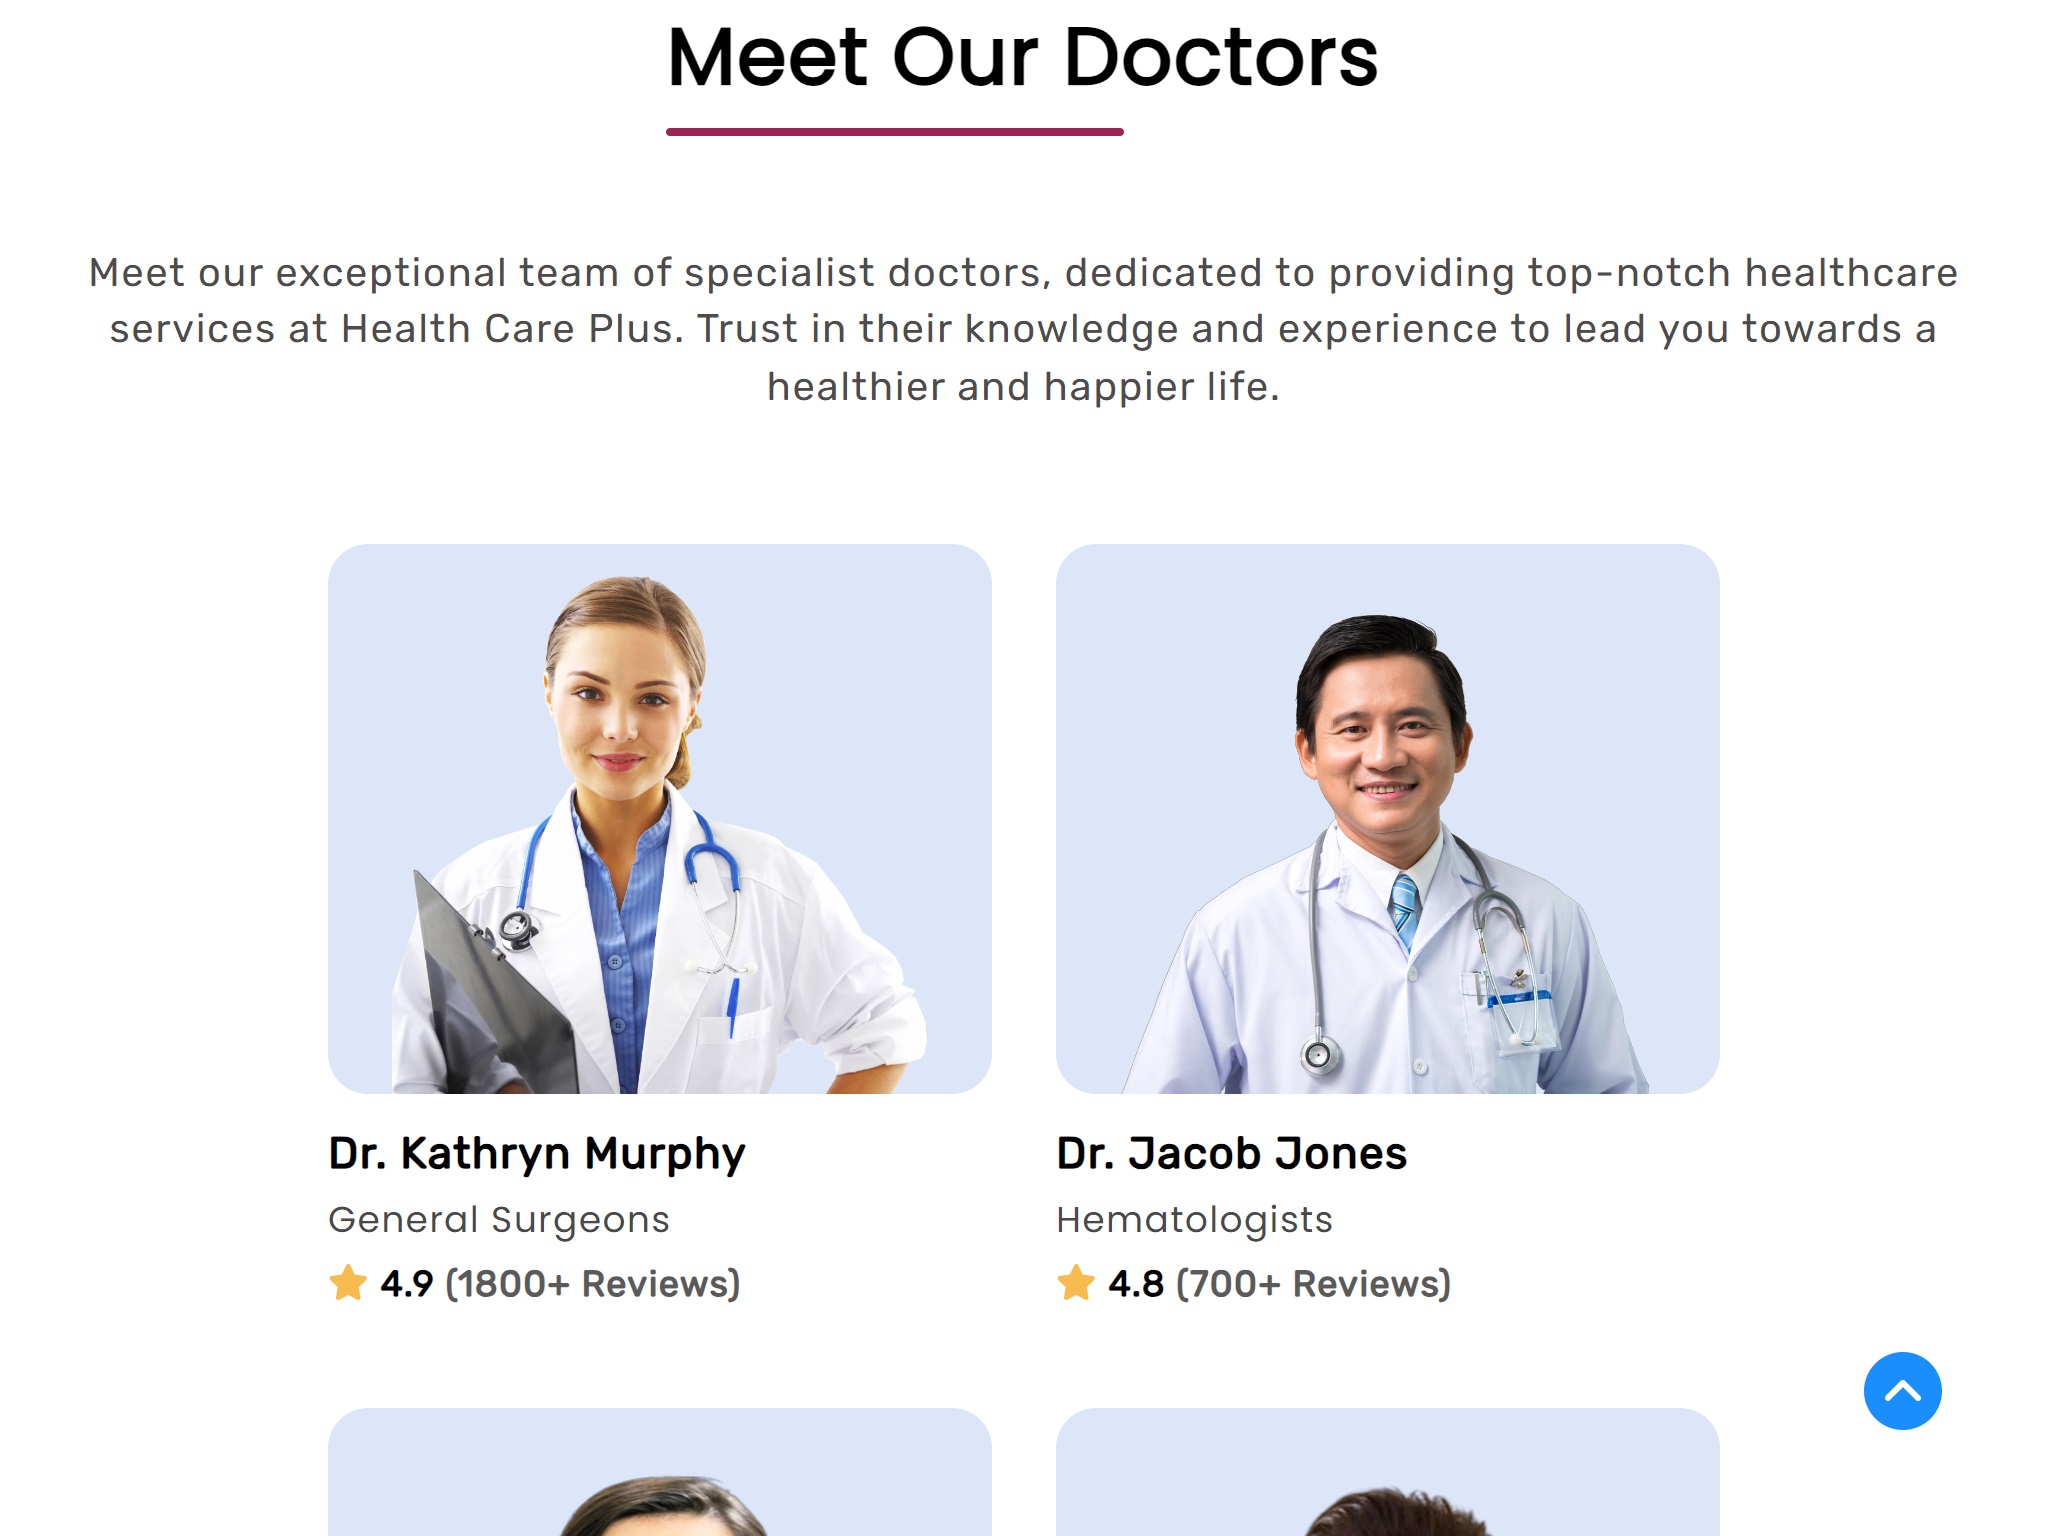 Meet Our Doctors
Meet our exceptional team of specialist doctors, dedicated to providing top-notch healthcare
services at Health Care Plus. Trust in their knowledge and experience to lead you towards a
healthier and happier life.
Dr. Kathryn Murphy
General Surgeons
4.9 (1800+ Reviews)
Dr. Jacob Jones
Hematologists
4.8 (700+ Reviews)